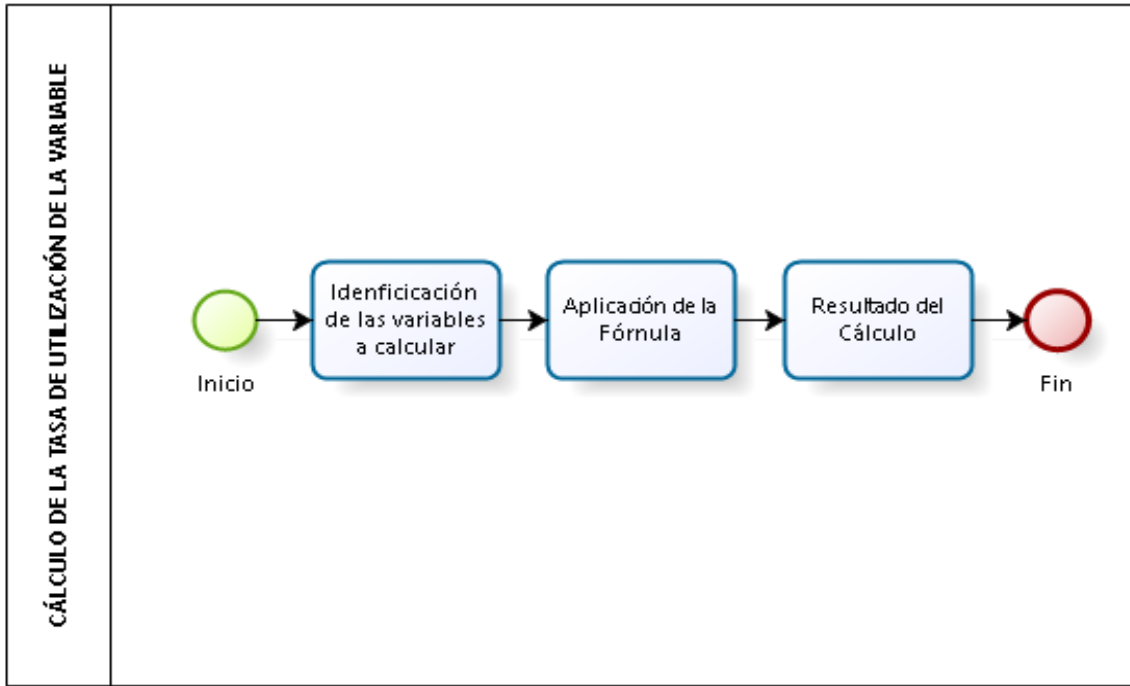 CÁLCULO DE LA TASA DE UTILIZACIÓN DE LA VARIABLE
Inicio
Idenficicación
de las variables
a calcular
Aplicación de la
Fórmula
Resultado del
Cálculo
Fin